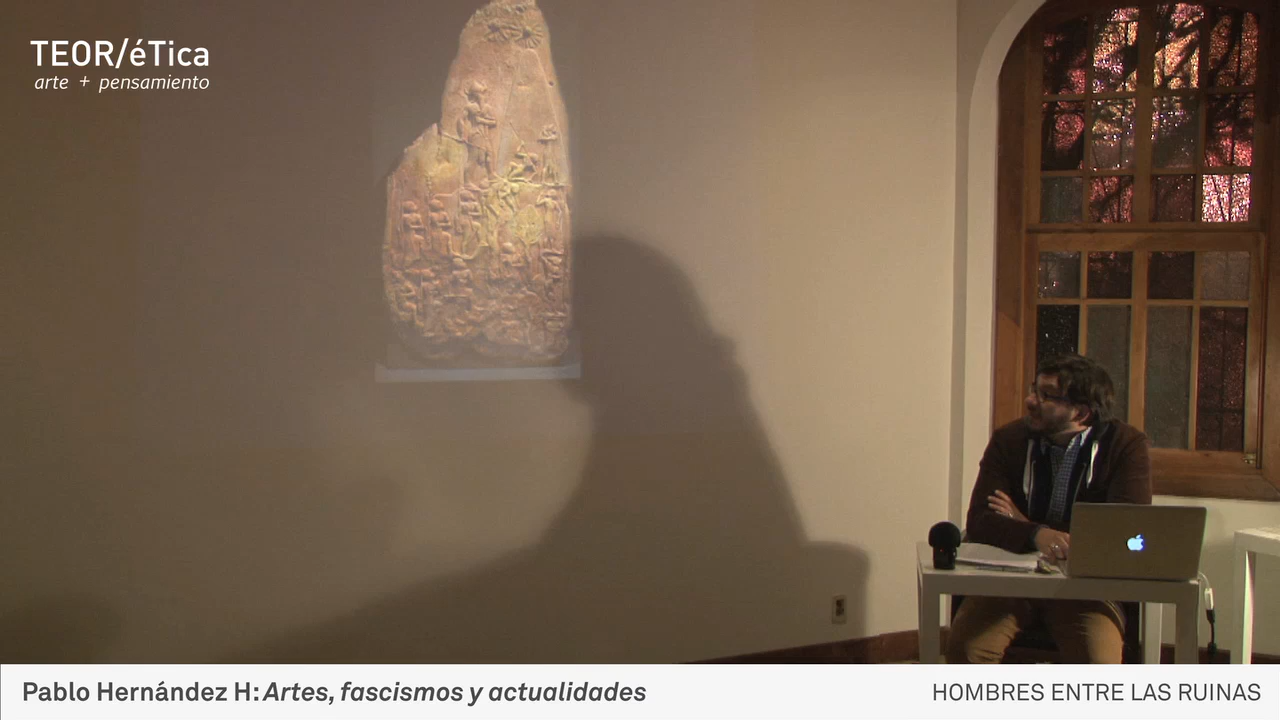 TEOR/éTica
arte + pensamiento
Pablo Hernández H: Artes, fascismos y actualidades
HOMBRES ENTRE LAS RUINAS